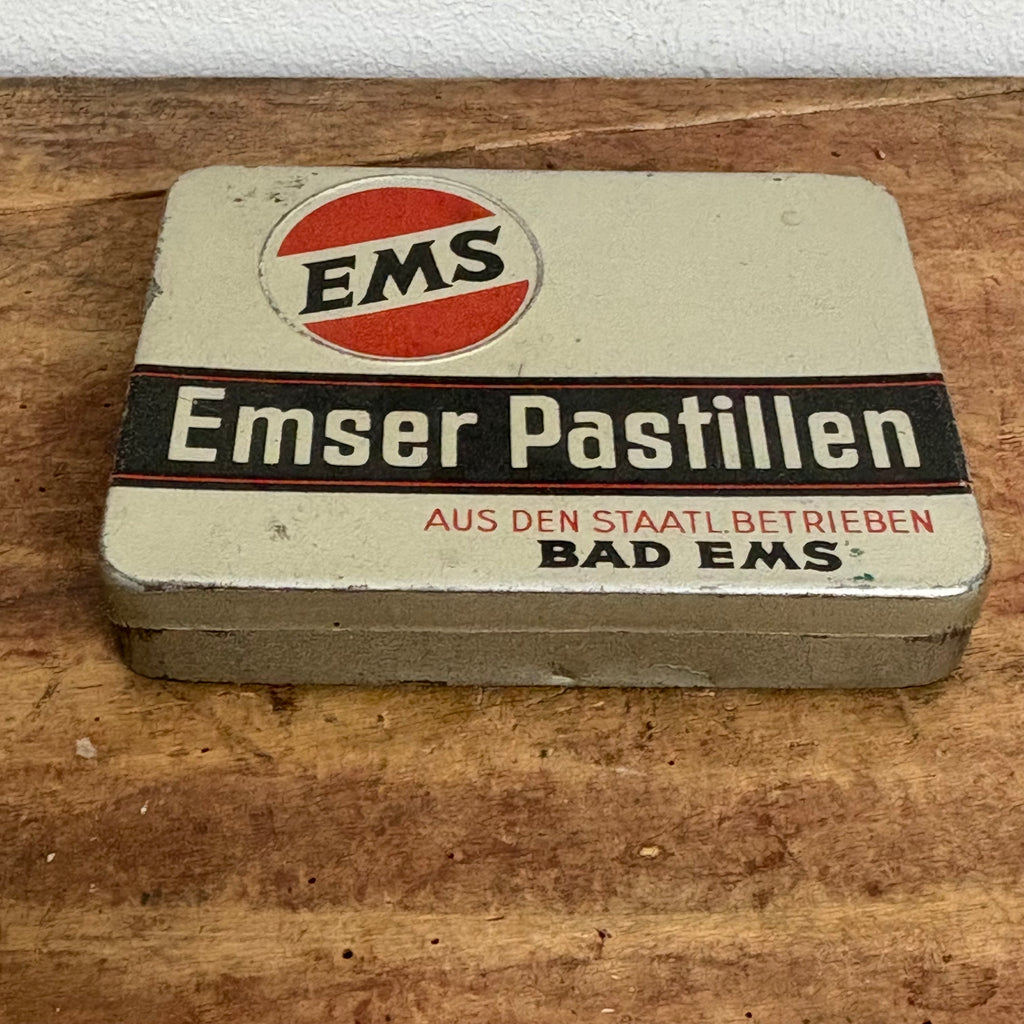 EMS
Emser Pastillen
AUS DEN STAATL.BETRIEBEN
BAD EMS